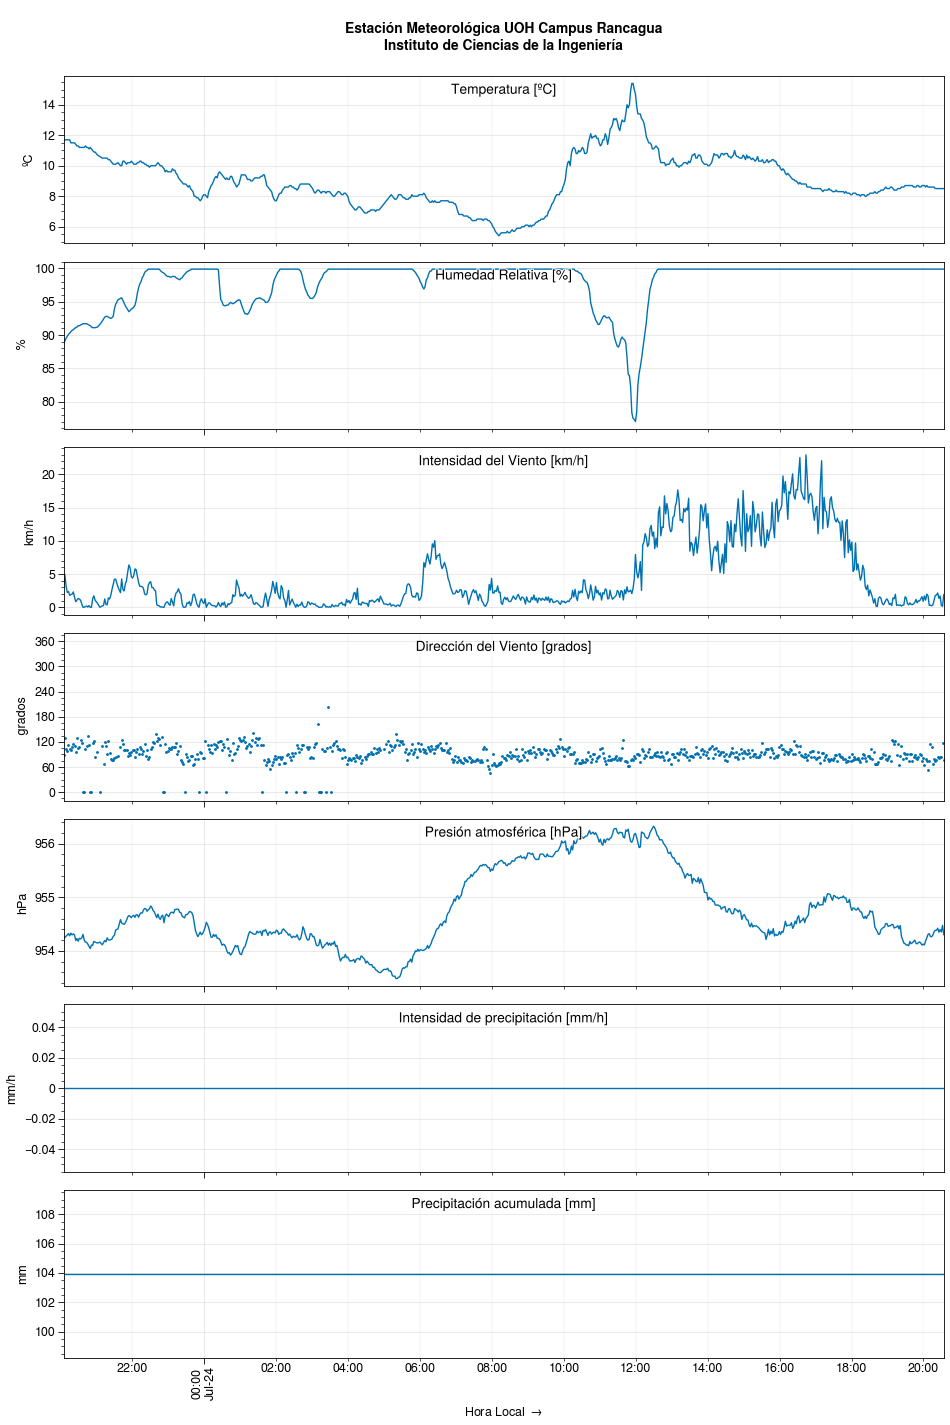 Estación Meteorológica UOH Campus Rancagua
Instituto de Ciencias de la Ingeniería
Temperatura [ºC]
ºC
14
12
10
8
6
Humedad Relativa [%]
%
100
95
90
85
80
Intensidad del Viento [km/h]
km/h
20
15
10
5
0
Dirección del Viento [grados]
grados
360
300
240
180
120
60
0
Presión atmosférica [hPa]
hPa
956
955
954
Intensidad de precipitación [mm/h]
mm/h
0.04
0.02
0
−0.02
−0.04
Precipitación acumulada [mm]
mm
108
106
104
102
100
22:00
00:00
Jul-24
02:00
04:00
06:00
08:00
10:00
12:00
14:00
16:00
18:00
20:00
Hora Local →